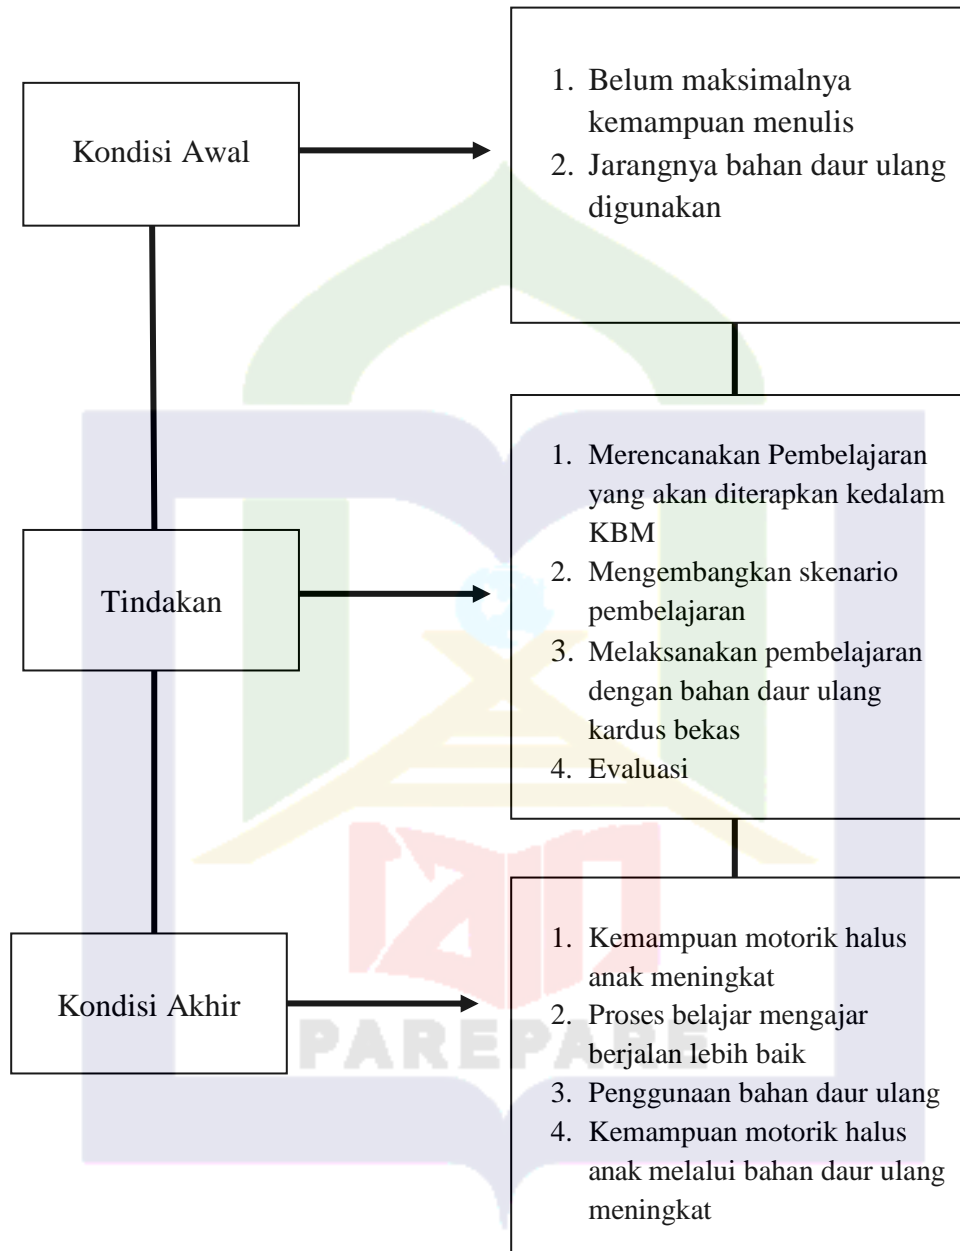 Kondisi Awal
1. Belum maksimalnya
kemampuan menulis
2. Jarangnya bahan daur ulang
digunakan
Tindakan
1. Merencanakan Pembelajaran
yang akan diterapkan kedalam
KBM
2. Mengembangkan skenario
pembelajaran
3. Melaksanakan pembelajaran
dengan bahan daur ulang
kardus bekas
4. Evaluasi
Kondisi Akhir
1. Kemampuan motorik halus
anak meningkat
2. Proses belajar mengajar
berjalan lebih baik
3. Penggunaan bahan daur ulang
4. Kemampuan motorik halus
anak melalui bahan daur ulang
meningkat
PAREPARE